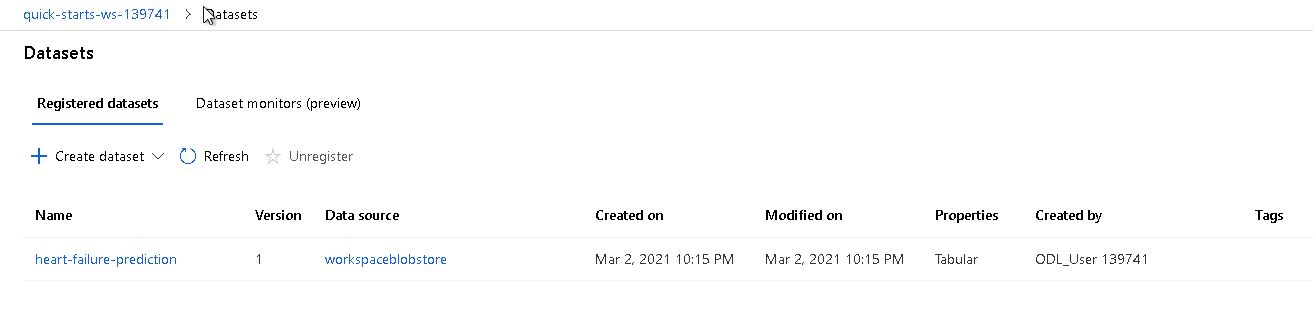 quick-starts-ws-139741 > Datasets
Datasets
Registered datasets Dataset monitors (preview)
Create dataset Refresh Unregister
Name Version Data source Created on Modified on Properties Created by Tags
heart-failure-prediction 1 workspaceblobstore Mar 2, 2021 10:15 PM Mar 2, 2021 10:15 PM Tabular ODL_User 139741